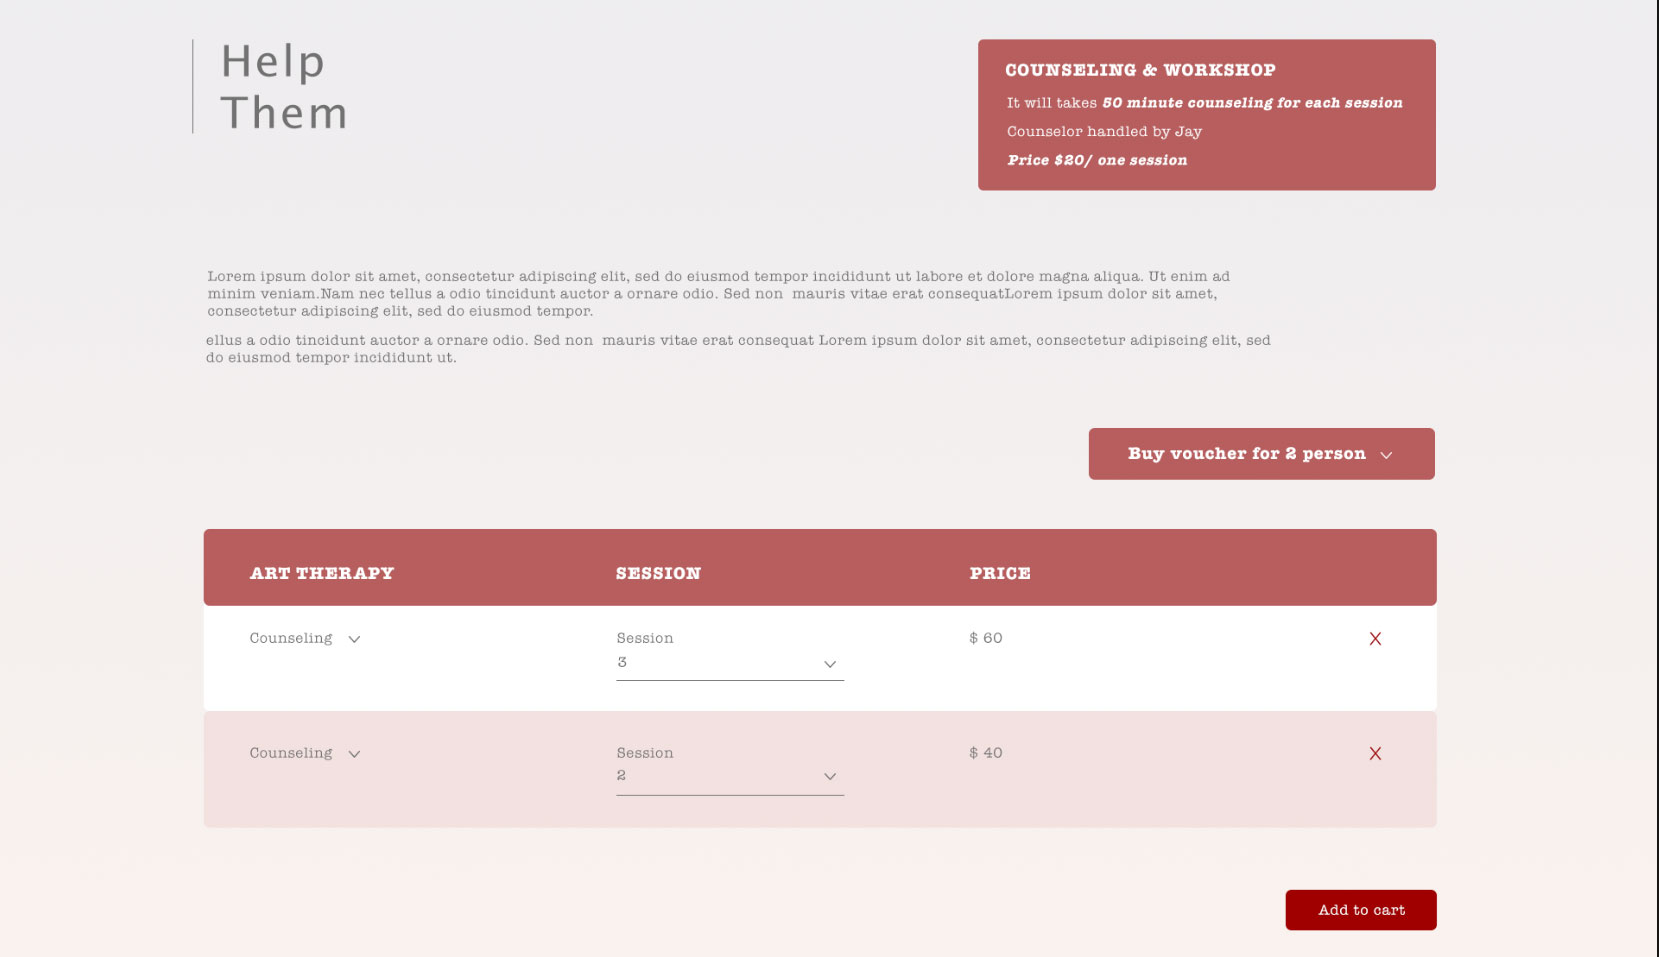 Help
Them
COUNSELING & WORKSHOP
It will takes 50 minute counseling for each session
Counselor handled by Jay
Price $20/ one session
Lorem ipsum dolor sit amet, consectetur adipiscing elit, sed do eiusmod tempor incididunt ut labore et dolore magna aliqua. Ut enim ad
minim veniam.Nam nec tellus a odio tincidunt auctor a ornare odio. Sed non  mauris vitae erat consequatLorem ipsum dolor sit amet,
consectetur adipiscing elit, sed do eiusmod tempor.
ellus a odio tincidunt auctor a ornare odio. Sed non  mauris vitae erat consequat Lorem ipsum dolor sit amet, consectetur adipiscing elit, sed
do eiusmod tempor incididunt ut.
Buy voucher for 2 person
ART THERAPY SESSION PRICE
Counseling Session $ 60 X
3
Counseling Session $ 40 X
2
Add to cart